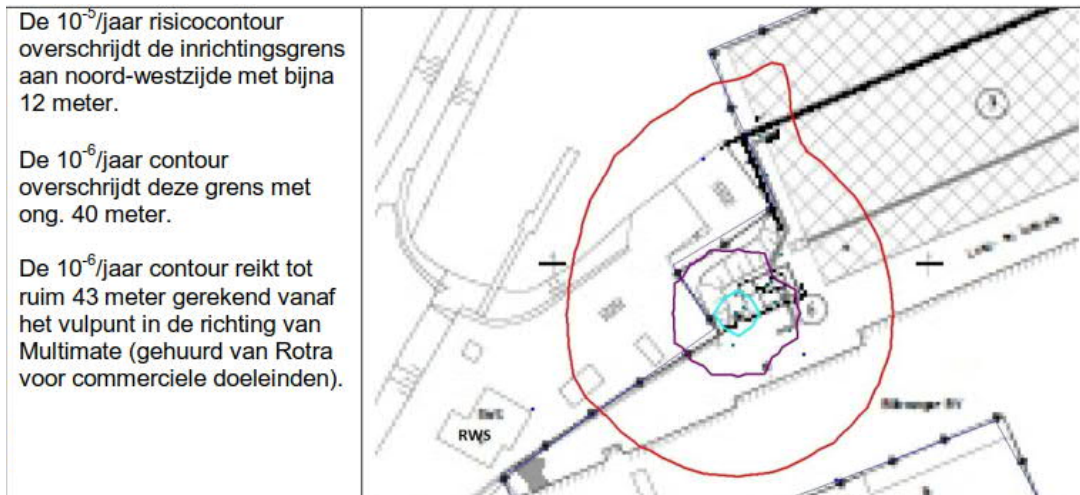 De 10⁻⁵/jaar risicocontour
overschrijdt de inrichtingsgrens
aan noord-westzijde met bijna
12 meter.
De 10⁻⁶/jaar contour
overschrijdt deze grens met
ong. 40 meter.
De 10⁻⁶/jaar contour reikt tot
ruim 43 meter gerekend vanaf
het vulpunt in de richting van
Multimate (gehuurd van Rotra
voor commerciele doeleinden).
RWS